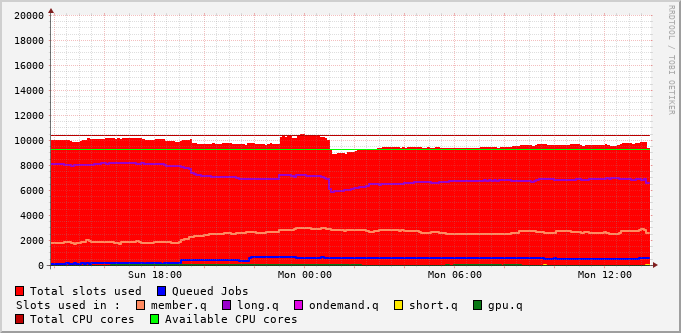 RRDTOOL / TOBI OETIKER
20000
18000
16000
14000
12000
10000
8000
6000
4000
2000
0
Sun 18:00 Mon 00:00 Mon 06:00 Mon 12:00
Total slots used Queued Jobs
Slots used in : member.q long.q ondemand.q short.q gpu.q
Total CPU cores Available CPU cores